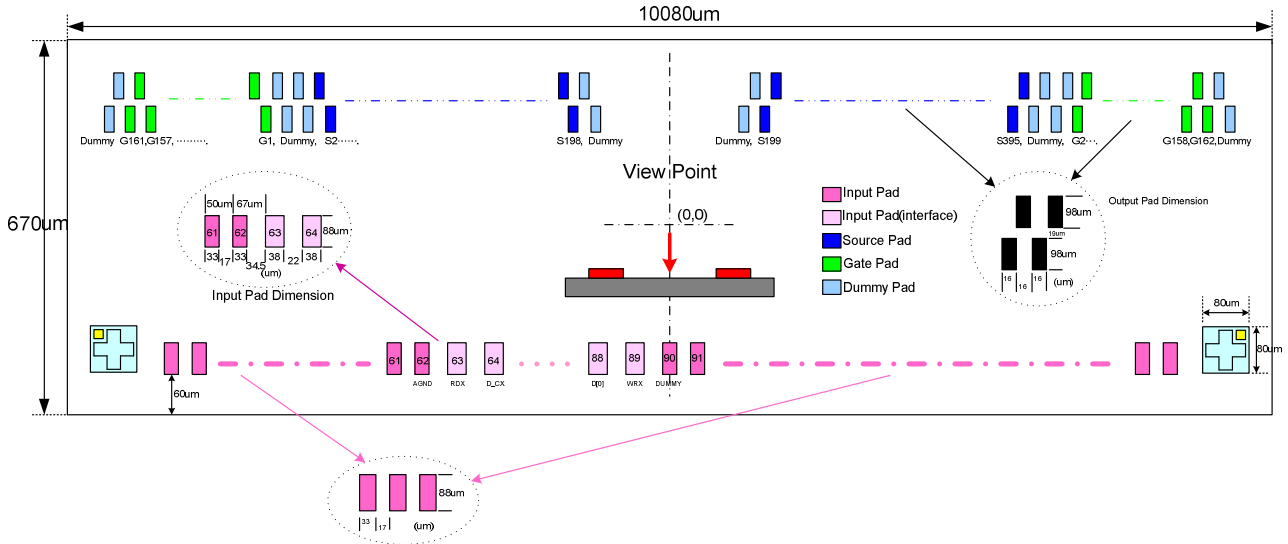 10080um
Dummy G161,G157, ·········,
G1, Dummy, S2······,
S198, Dummy
Dummy, S199
S395, Dummy, G2···,
G158,G162,Dummy
670um
View Point
(0,0)
Input Pad
Input Pad(interface)
Source Pad
Gate Pad
Dummy Pad
50um 67um
61 62 63 64
88um
33 17 33 34.5 38 22 38
(um)
Input Pad Dimension
Output Pad Dimension
98um
19um
98um
16 16 16 (um)
80um
80um
61 62 63 64 88 89 90 91
AGND RDX D_CX D[0] WRX DUMMY
60um
88um
33 17 (um)